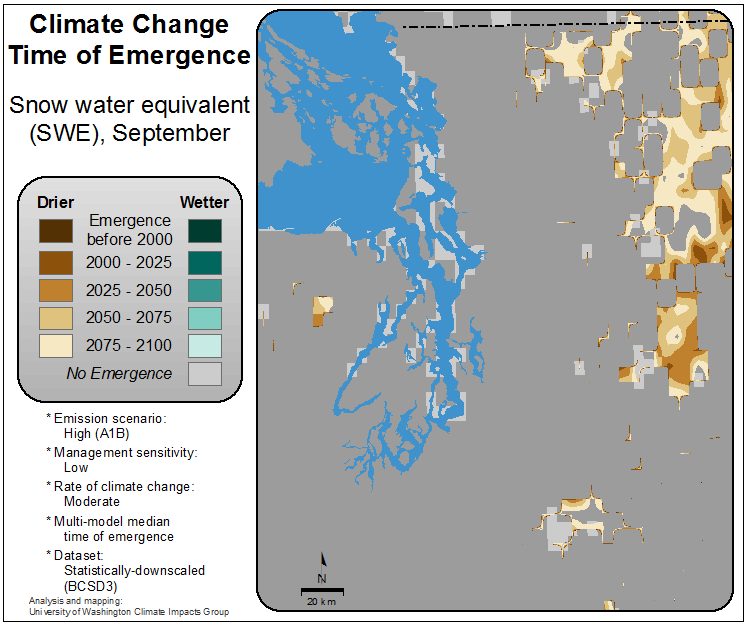 Climate Change
Time of Emergence
Snow water equivalent
(SWE), September
Drier
Wetter
Emergence
before 2000
2000 - 2025
2025 - 2050
2050 - 2075
2075 - 2100
No Emergence
* Emission scenario:
High (A1B)
* Management sensitivity:
Low
* Rate of climate change:
Moderate
* Multi-model median
time of emergence
* Dataset:
Statistically-downscaled
(BCSD3)
Analysis and mapping:
University of Washington Climate Impacts Group
N
20 km